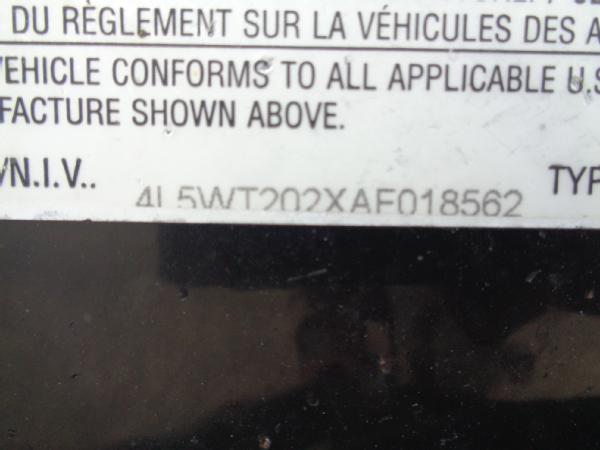 DU RÈGLEMENT SUR LA VÉHICULES DES A
VEHICLE CONFORMS TO ALL APPLICABLE U.S
FACTURE SHOWN ABOVE.
/N.I.V.. 4L5WT202XAF018562 TYP